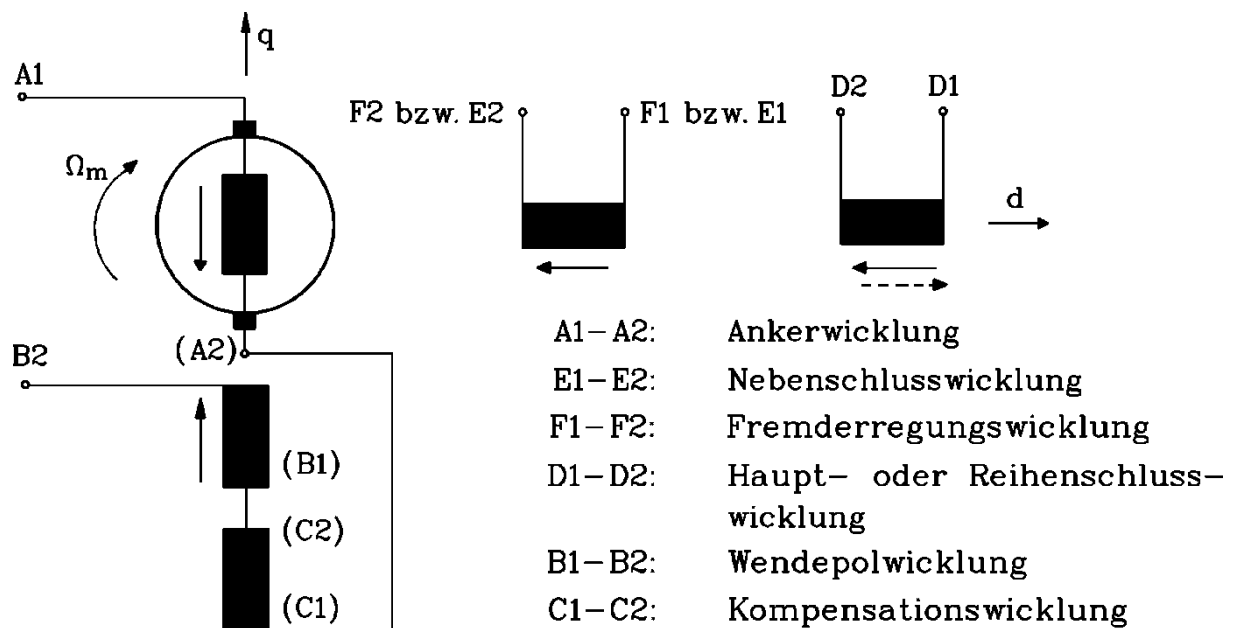 q
A1
F2 bzw. E2
F1 bzw. E1
D2
D1
Ωm
d
(A2)
B2
(B1)
(C2)
(C1)
A1-A2: Ankerwicklung
E1-E2: Nebenschlusswicklung
F1-F2: Fremderregungswicklung
D1-D2: Haupt- oder Reihenschluss-
wicklung
B1-B2: Wendepolwicklung
C1-C2: Kompensationswicklung